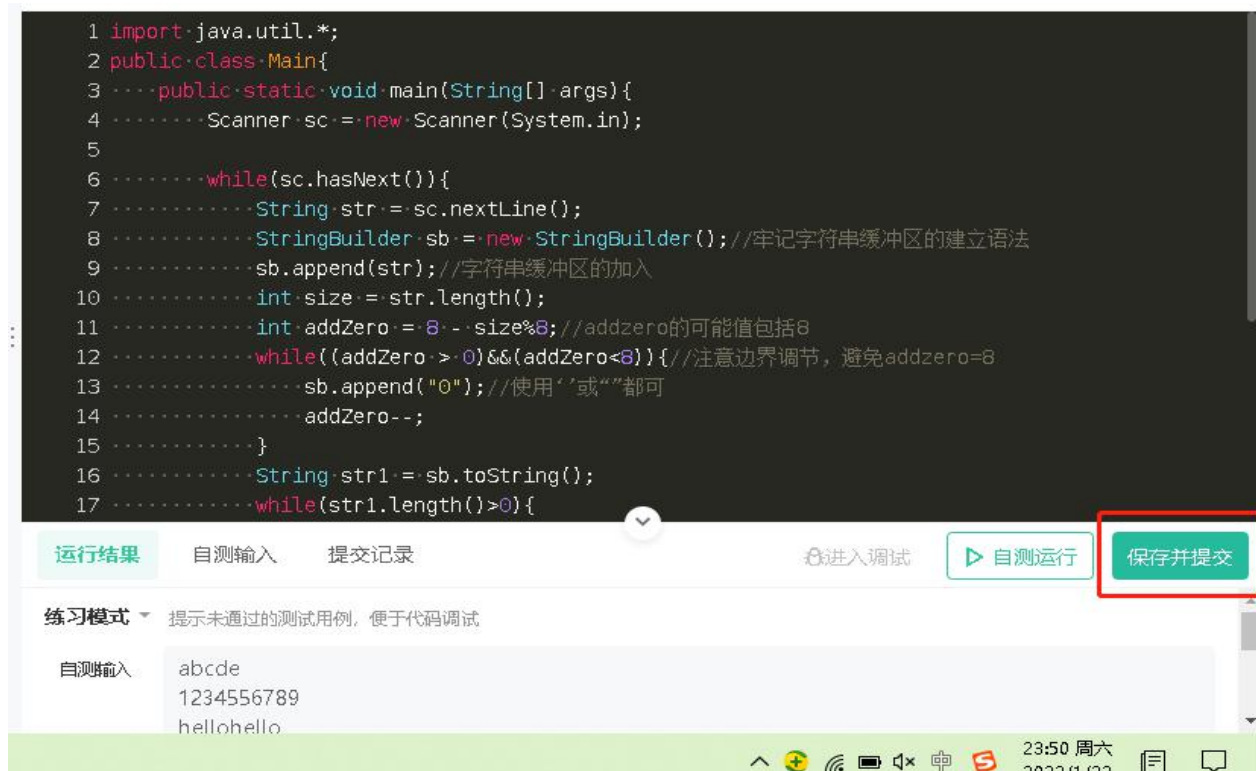 1 import java.util.*;
2 public class Main{
3 public static void main(String[] args){
4 Scanner sc = new Scanner(System.in);
5
6 while(sc.hasNext()){
7 String str = sc.nextLine();
8 StringBuilder sb = new StringBuilder();//牢记字符串缓冲区的建立语法
9 sb.append(str);//字符串缓冲区的加入
10 int size = str.length();
11 int addZero = 8 - size%8;//addzero的可能值包括8
12 while((addZero > 0)&&(addZero<8)){//注意边界调节，避免addzero=8
13 sb.append("0");//使用‘’或“”都可
14 addZero--;
15 }
16 String str1 = sb.toString();
17 while(str1.length()>0){
运行结果 自测输入 提交记录 进入调试 自测运行 保存并提交
练习模式 提示未通过的测试用例，便于代码调试
自测输入 abcde
1234556789
hellohello
中 23:50 周六